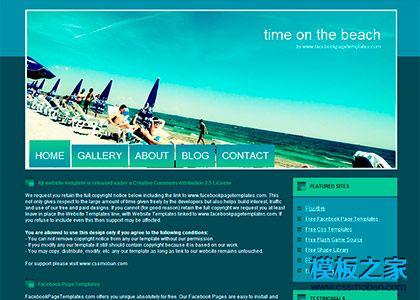 time on the beach
by www.facebookpagetemplates.com
HOME
GALLERY
ABOUT
BLOG
CONTACT
All website template is released under a Creative Commons Attribution 2.5 License
We request you retain the full copyright notice below including the link to www.facebookpagetemplates.com. This
not only gives respect to the large amount of time given freely by the developers but also helps build interest, traffic
and use of our free and paid designs. If you cannot (for good reason) retain the full copyright we request you at least
leave in place the Website Templates line, with Website Templates linked to www.facebookpagetemplates.com. If
you refuse to include even this then support may be affected.
You are allowed to use this design only if you agree to the following conditions:
- You can not remove copyright notice from any our template without our permission.
- If you modify any our template it still should contain copyright because it is based on our work.
- You may copy, distribute, modify, etc. any our template as long as link to our website remains untouched.
For support please visit www.cssmoban.com
Facebook Page Templates
FacebookPageTemplates.com offers you unique absolutely for free. Our Facebook Pages are easy to install and
FEATURED SITES
Free Facebook Page Templates
Free Css Templates
Free Flash Game Source
Free Shape Library
模板之家
www.cssmoban.com
TESTIMONIALS